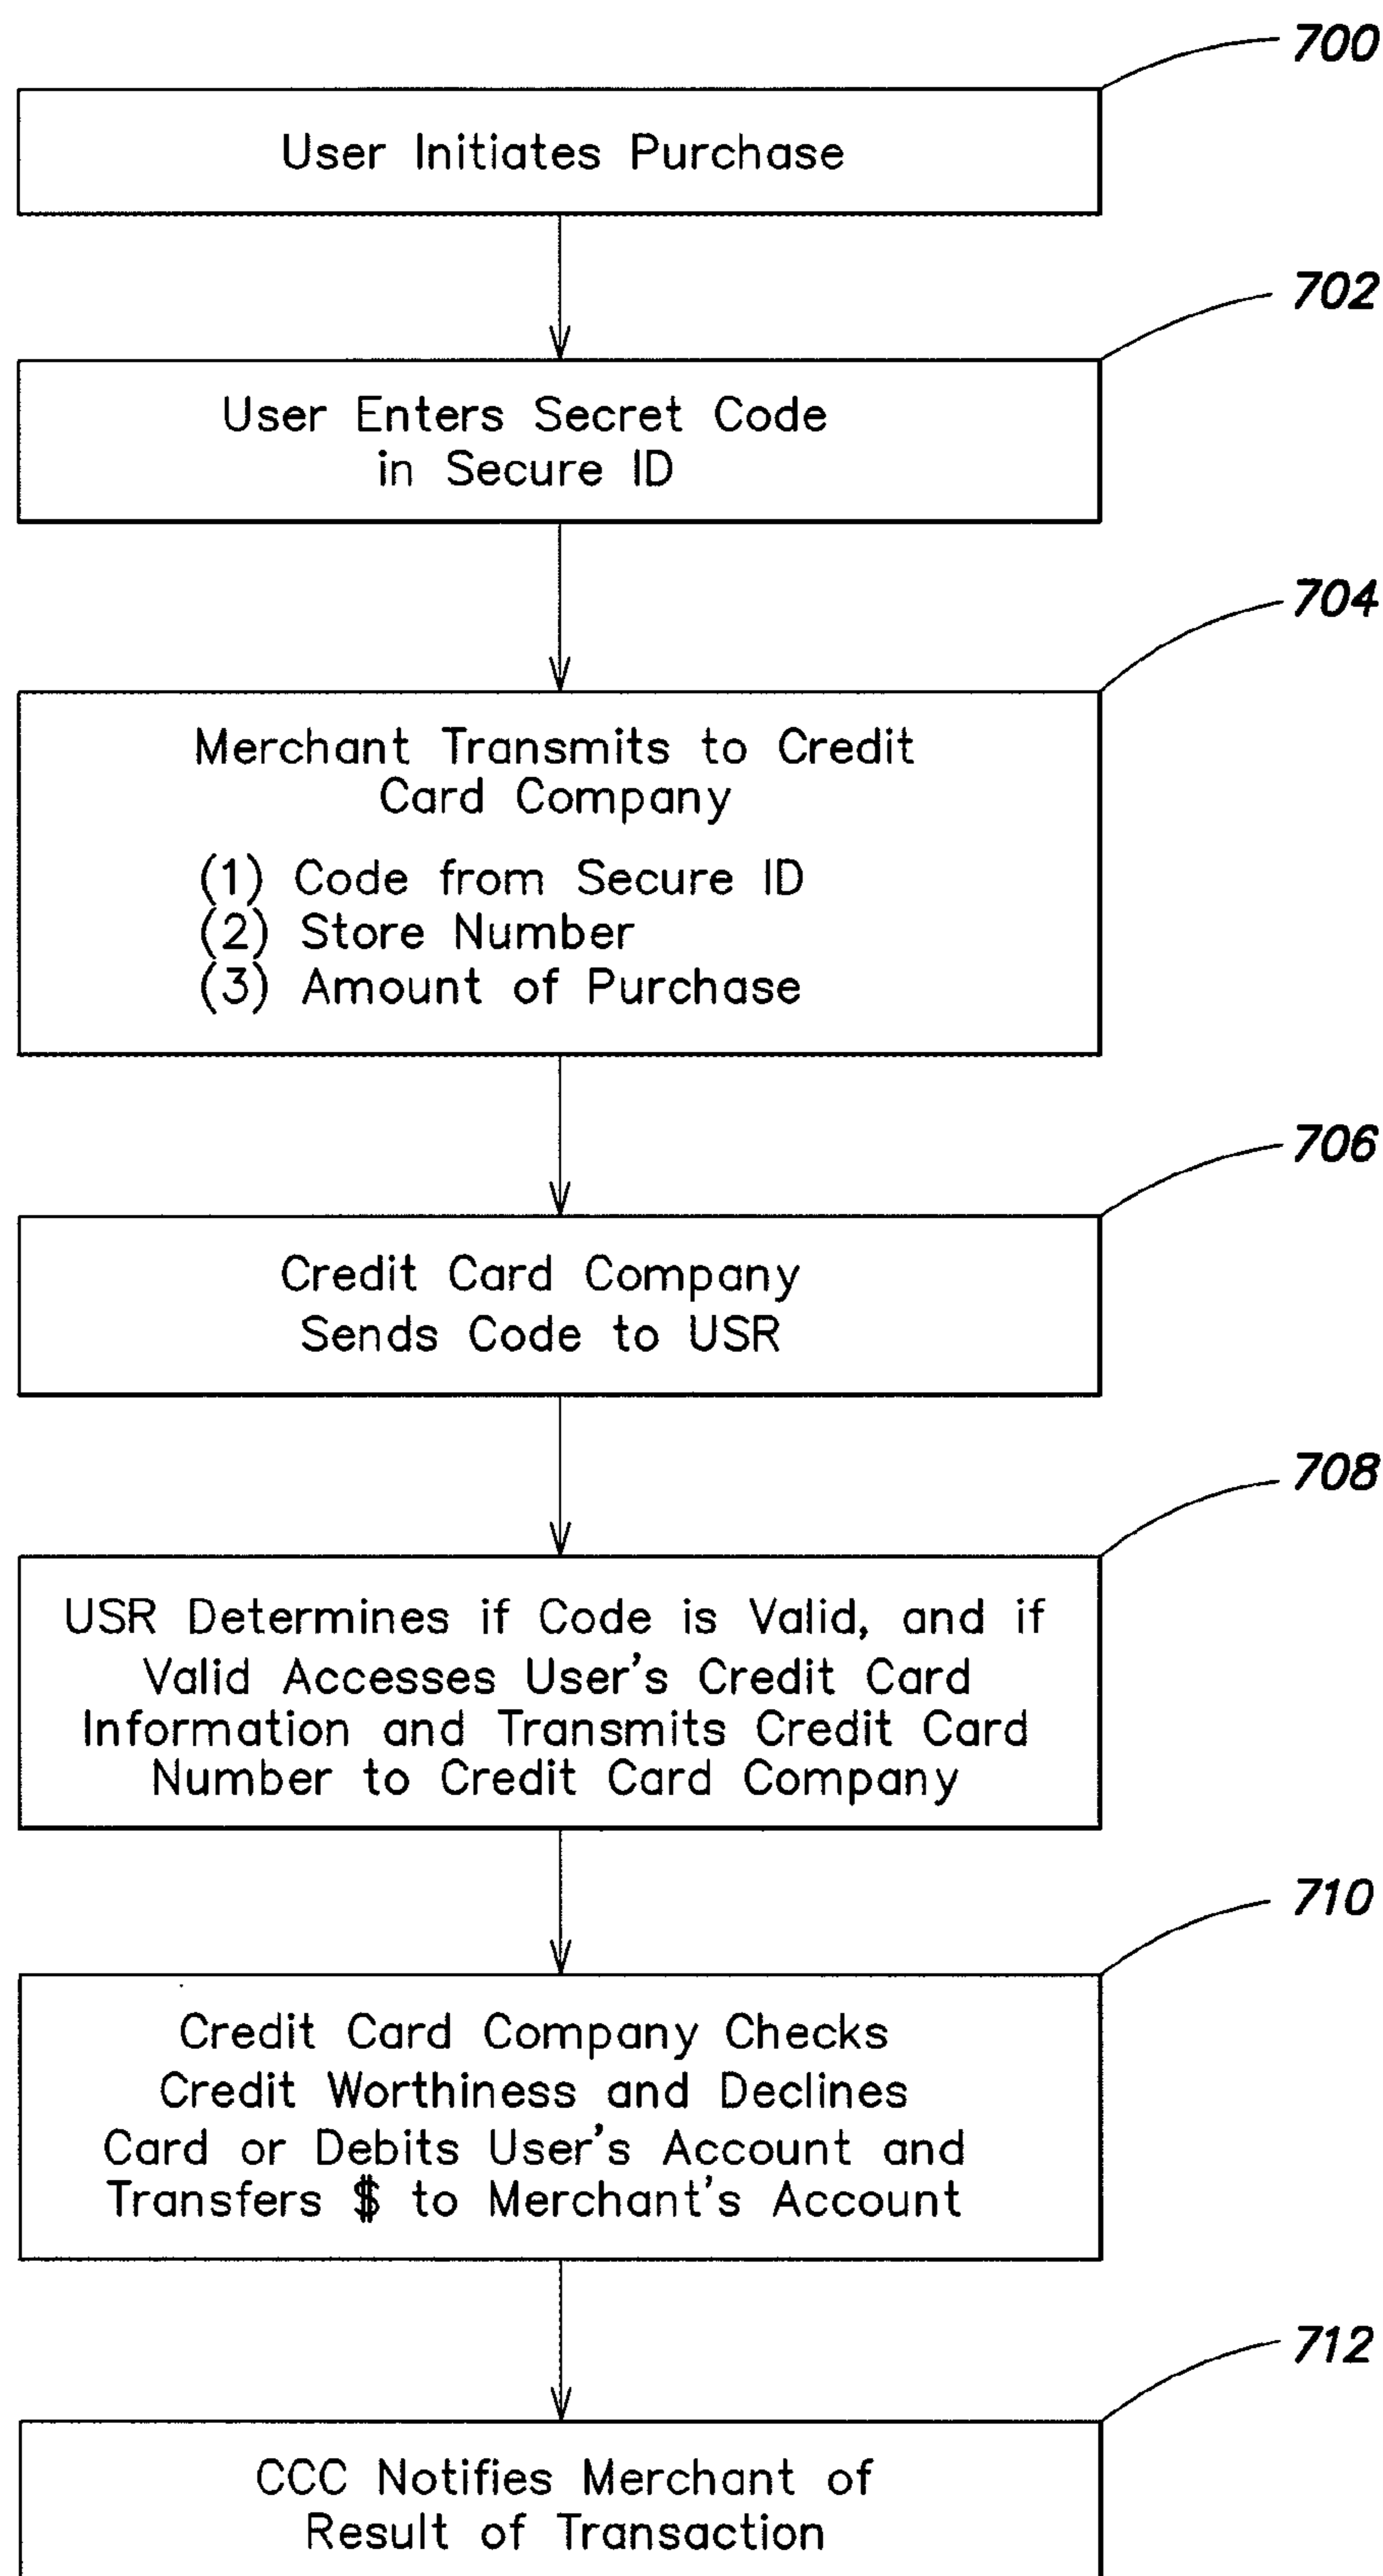 700
User Initiates Purchase
702
User Enters Secret Code
in Secure ID
704
Merchant Transmits to Credit
Card Company
(1) Code from Secure ID
(2) Store Number
(3) Amount of Purchase
706
Credit Card Company
Sends Code to USR
708
USR Determines if Code is Valid, and if
Valid Accesses User's Credit Card
Information and Transmits Credit Card
Number to Credit Card Company
710
Credit Card Company Checks
Credit Worthiness and Declines
Card or Debits User's Account and
Transfers $ to Merchant's Account
712
CCC Notifies Merchant of
Result of Transaction